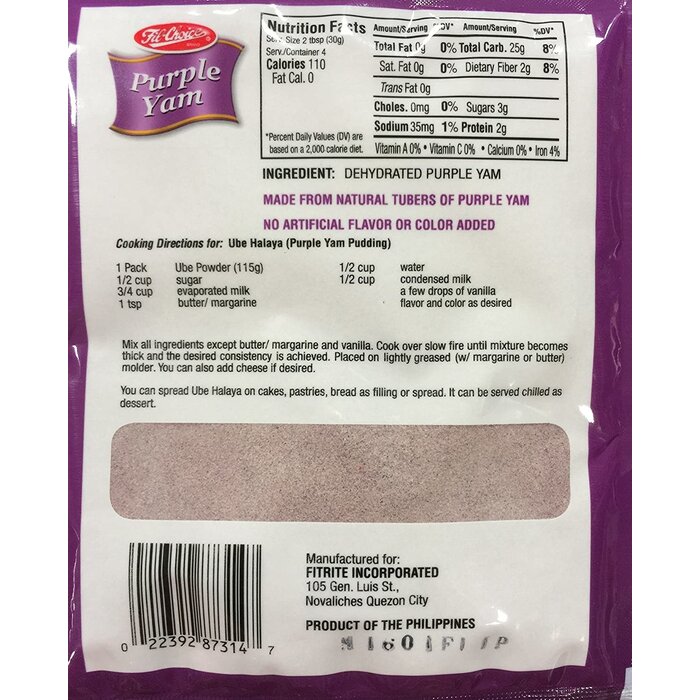 Fil-Choice
BRAND
Purple
Yam
Nutrition Facts
Serv. Size 2 tbsp (30g)
Serv./Container 4
Calories 110
Fat Cal. 0
*Percent Daily Values (DV) are
based on a 2,000 calorie diet.
Amount/Serving %DV* Amount/Serving %DV*
Total Fat 0g 0% Total Carb. 25g 8%
Sat. Fat 0g 0% Dietary Fiber 2g 8%
Trans Fat 0g
Choles. 0mg 0% Sugars 3g
Sodium 35mg 1% Protein 2g
Vitamin A 0% • Vitamin C 0% • Calcium 0% • Iron 4%
INGREDIENT: DEHYDRATED PURPLE YAM
MADE FROM NATURAL TUBERS OF PURPLE YAM
NO ARTIFICIAL FLAVOR OR COLOR ADDED
Cooking Directions for: Ube Halaya (Purple Yam Pudding)
1 Pack Ube Powder (115g) 1/2 cup water
1/2 cup sugar 1/2 cup condensed milk
3/4 cup evaporated milk a few drops of vanilla
1 tsp butter/ margarine flavor and color as desired
Mix all ingredients except butter/ margarine and vanilla. Cook over slow fire until mixture becomes
thick and the desired consistency is achieved. Placed on lightly greased (w/ margarine or butter)
molder. You can also add cheese if desired.
You can spread Ube Halaya on cakes, pastries, bread as filling or spread. It can be served chilled as
dessert.
Manufactured for:
FITRITE INCORPORATED
105 Gen. Luis St.,
Novaliches Quezon City
PRODUCT OF THE PHILIPPINES
0 22392 87314 7